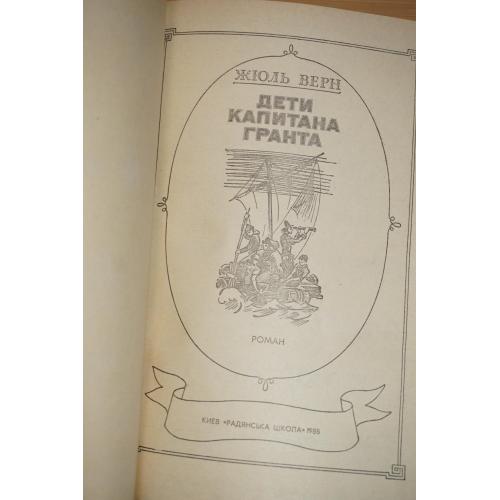 ЖЮЛЬ ВЕРН
ДЕТИ
КАПИТАНА
ГРАНТА
РОМАН
КИЕВ «РАДЯНСЬКА ШКОЛА» 1985